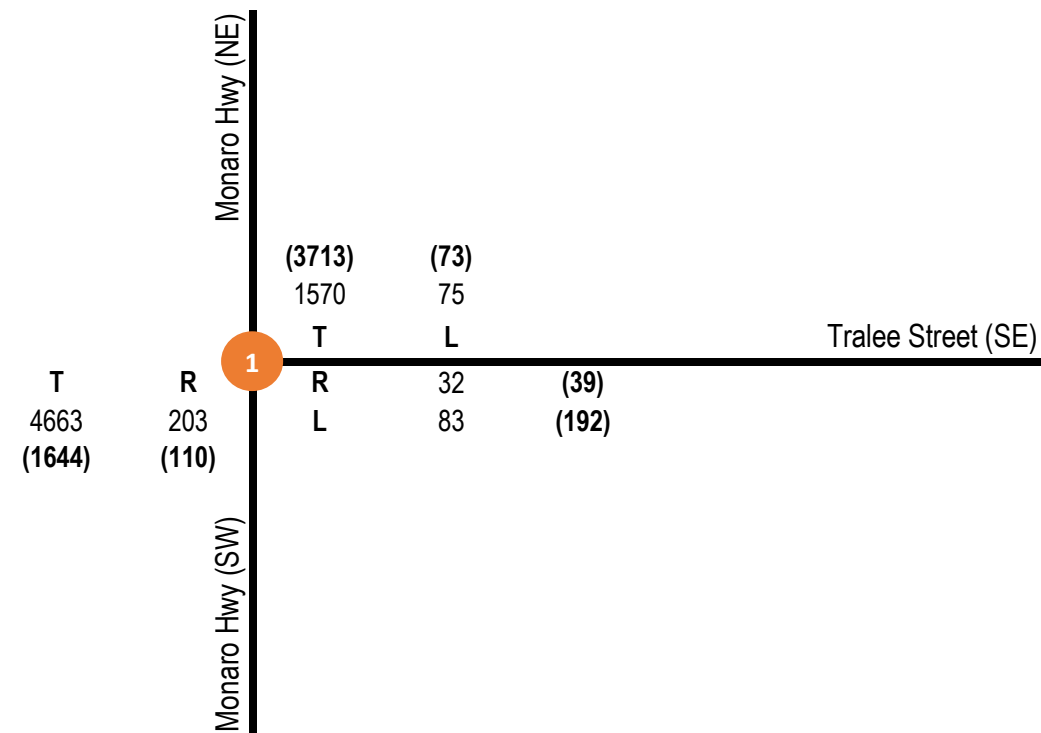 Monaro Hwy (NE)
(3713) (73)
1570 75
T L
Tralee Street (SE)
1
T R
4663 203
(1644) (110)
R 32 (39)
L 83 (192)
Monaro Hwy (SW)